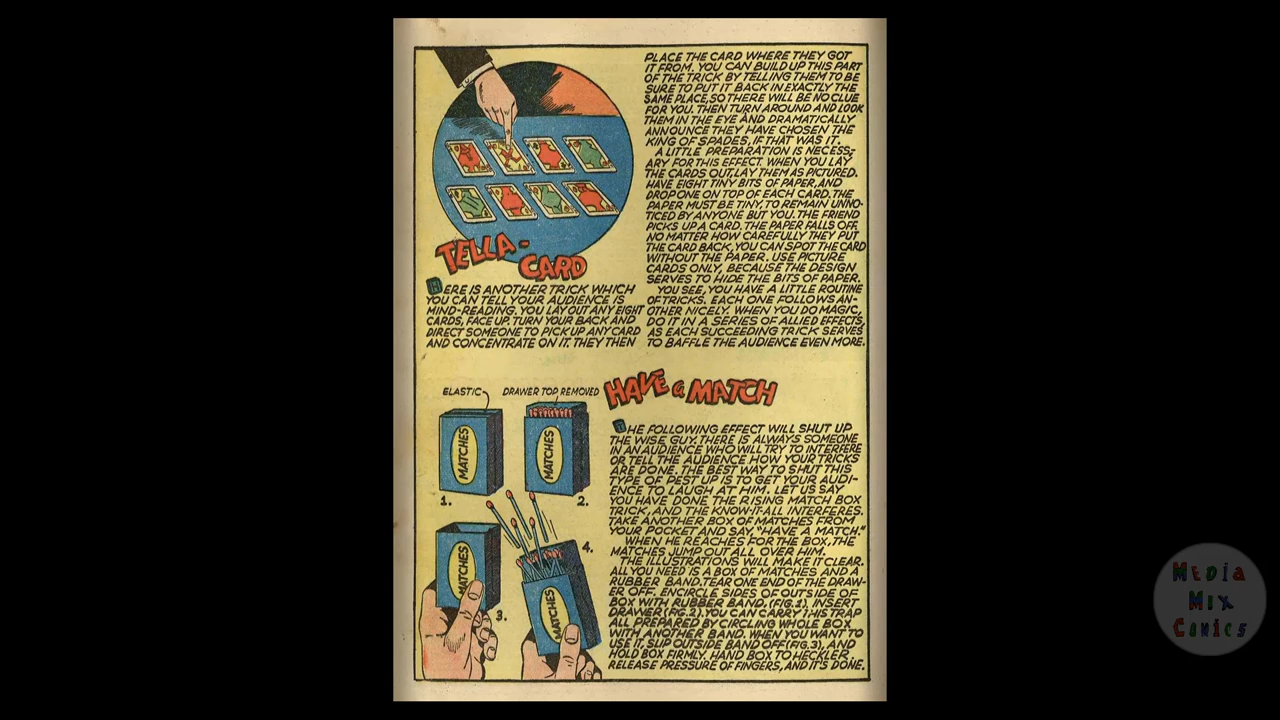 TELLA-
CARD
HERE IS ANOTHER TRICK WHICH
YOU CAN TELL YOUR AUDIENCE IS
MIND-READING. YOU LAY OUT ANY EIGHT
CARDS, FACE UP. TURN YOUR BACK AND
DIRECT SOMEONE TO PICK UP ANY CARD
AND CONCENTRATE ON IT. THEY THEN
PLACE THE CARD WHERE THEY GOT
IT FROM. YOU CAN BUILD UP THIS PART
OF THE TRICK BY TELLING THEM TO BE
SURE TO PUT IT BACK IN EXACTLY THE
SAME PLACE, SO THERE WILL BE NO CLUE
FOR YOU. THEN TURN AROUND AND LOOK
THEM IN THE EYE AND DRAMATICALLY
ANNOUNCE THEY HAVE CHOSEN THE
KING OF SPADES, IF THAT WAS IT.
A LITTLE PREPARATION IS NECESS-
ARY FOR THIS EFFECT. WHEN YOU LAY
THE CARDS OUT, LAY THEM AS PICTURED.
HAVE EIGHT TINY BITS OF PAPER, AND
DROP ONE ON TOP OF EACH CARD. THE
PAPER MUST BE TINY, TO REMAIN UNNO-
TICED BY ANYONE BUT YOU. THE FRIEND
PICKS UP A CARD. THE PAPER FALLS OFF.
NO MATTER HOW CAREFULLY THEY PUT
THE CARD BACK, YOU CAN SPOT THE CARD
WITHOUT THE PAPER. USE PICTURE
CARDS ONLY, BECAUSE THE DESIGN
SERVES TO HIDE THE BITS OF PAPER.
YOU SEE, YOU HAVE A LITTLE ROUTINE
OF TRICKS. EACH ONE FOLLOWS AN-
OTHER NICELY. WHEN YOU DO MAGIC,
DO IT IN A SERIES OF ALLIED EFFECTS,
AS EACH SUCCEEDING TRICK SERVES
TO BAFFLE THE AUDIENCE EVEN MORE.
ELASTIC
DRAWER TOP REMOVED
MATCHES
1.
MATCHES
2.
MATCHES
3.
MATCHES
4.
HAVE A MATCH
THE FOLLOWING EFFECT WILL SHUT UP
THE WISE GUY. THERE IS ALWAYS SOMEONE
IN AN AUDIENCE WHO WILL TRY TO INTERFERE
OR TELL THE AUDIENCE HOW YOUR TRICKS
ARE DONE. THE BEST WAY TO SHUT THIS
TYPE OF PEST UP IS TO GET YOUR AUDI-
ENCE TO LAUGH AT HIM. LET US SAY
YOU HAVE DONE THE RISING MATCH BOX
TRICK, AND THE KNOW-IT-ALL INTERFERES.
TAKE ANOTHER BOX OF MATCHES FROM
YOUR POCKET AND SAY, "HAVE A MATCH."
WHEN HE REACHES FOR THE BOX, THE
MATCHES JUMP OUT ALL OVER HIM.
THE ILLUSTRATIONS WILL MAKE IT CLEAR.
ALL YOU NEED IS A BOX OF MATCHES AND A
RUBBER BAND. TEAR ONE END OF THE DRAW-
ER OFF. ENCIRCLE SIDES OF OUTSIDE OF
BOX WITH RUBBER BAND, (FIG. 1), INSERT
DRAWER (FIG. 2). YOU CAN CARRY THIS TRAP
ALL PREPARED BY CIRCLING WHOLE BOX
WITH ANOTHER BAND. WHEN YOU WANT TO
USE IT, SLIP OUTSIDE BAND OFF (FIG. 3), AND
HOLD BOX FIRMLY. HAND BOX TO HECKLER,
RELEASE PRESSURE OF FINGERS, AND IT'S DONE.
MeDia
Mix
Comics